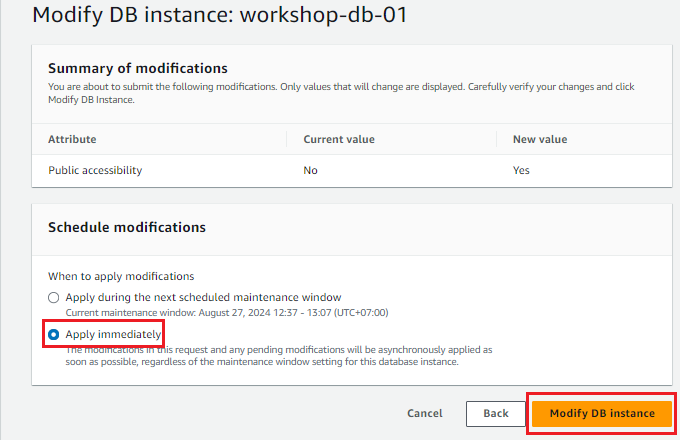 Modify DB instance: workshop-db-01
Summary of modifications
You are about to submit the following modifications. Only values that will change are displayed. Carefully verify your changes and click
Modify DB Instance.
Attribute Current value New value
Public accessibility No Yes
Schedule modifications
When to apply modifications
Apply during the next scheduled maintenance window
Current maintenance window: August 27, 2024 12:37 - 13:07 (UTC+07:00)
Apply immediately
The modifications in this request and any pending modifications will be asynchronously applied as
soon as possible, regardless of the maintenance window setting for this database instance.
Cancel Back Modify DB instance